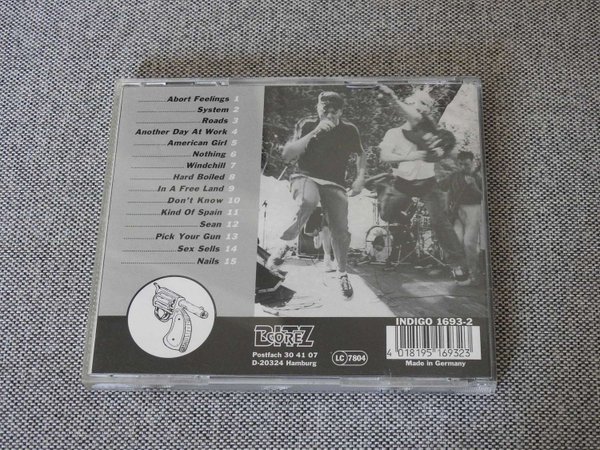 Abort Feelings 1
System 2
Roads 3
Another Day At Work 4
American Girl 5
Nothing 6
Windchill 7
Hard Boiled 8
In A Free Land 9
Don't Know 10
Kind Of Spain 11
Sean 12
Pick Your Gun 13
Sex Sells 14
Nails 15
BITZ
CORE
Postfach 30 41 07
D-20324 Hamburg
LC 7804
INDIGO 1693-2
4 018195 169323
Made in Germany